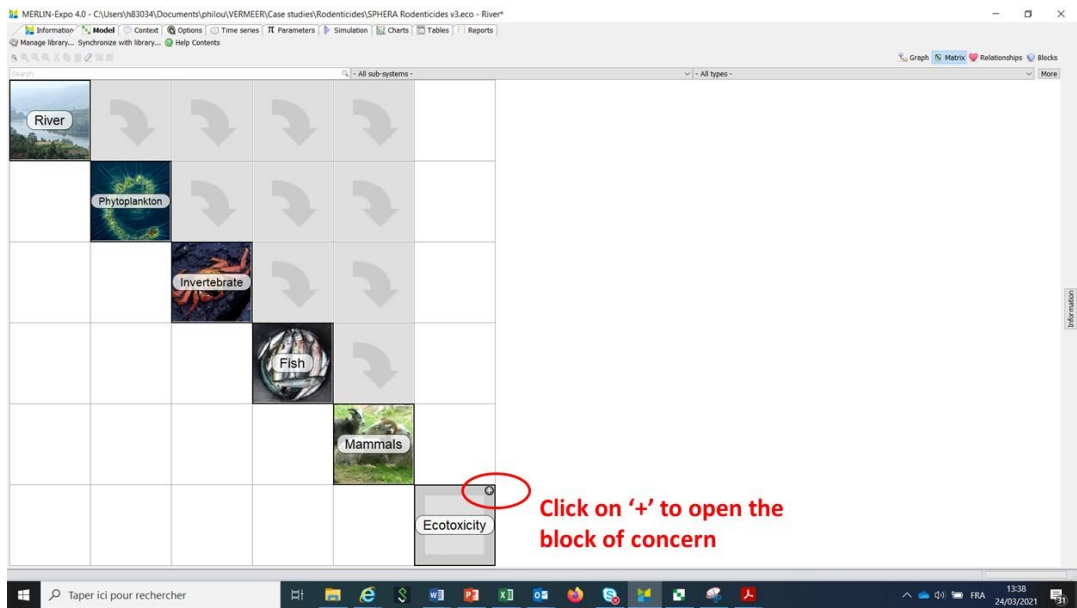 MERLIN-Expo 4.0 - C:\Users\h83034\Documents\philou\VERMEER\Case studies\Rodenticides\SPHERA Rodenticides v3.eco - River*
Information Model Context Options Time series Parameters Simulation Charts Tables Reports
Manage library... Synchronize with library... Help Contents
Graph Matrix Relationships Blocks
Search - All sub-systems - - All types - More
River
Phytoplankton
Invertebrate
Information
Fish
Mammals
Ecotoxicity
Click on ‘+’ to open the
block of concern
Taper ici pour rechercher FRA 13:38
24/03/2021 31